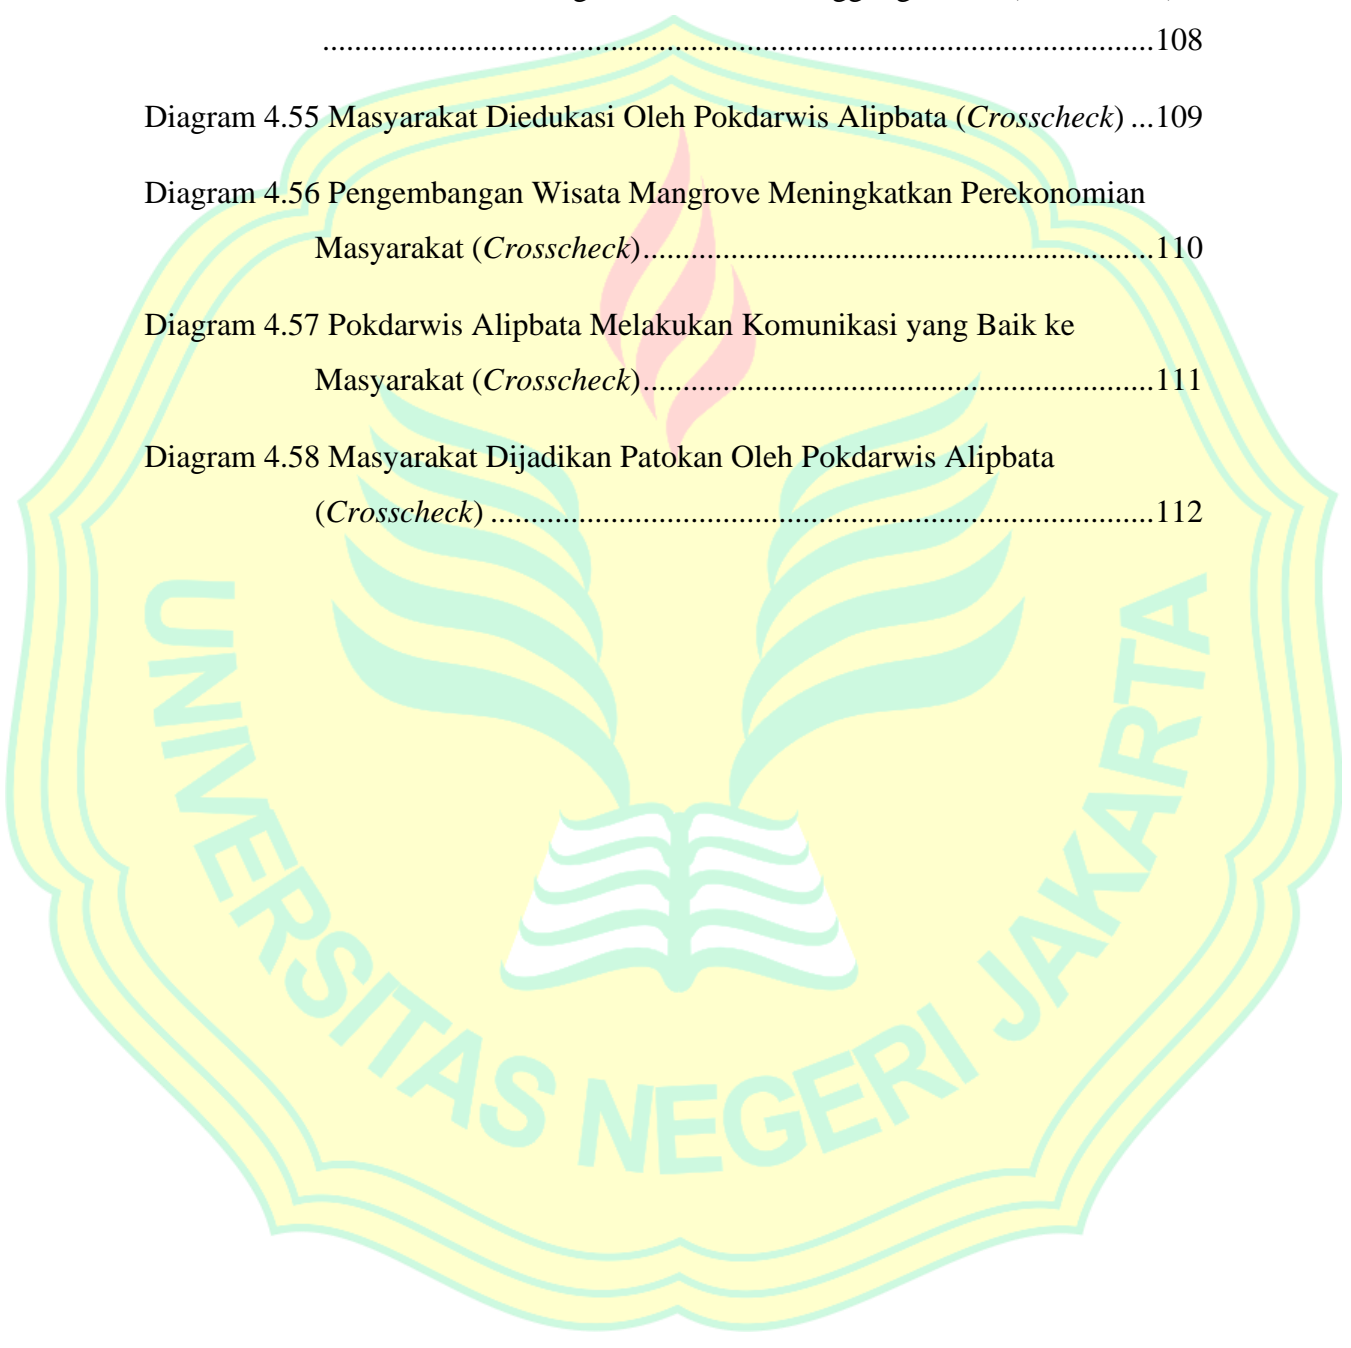 ........................................................................................................108
Diagram 4.55 Masyarakat Diedukasi Oleh Pokdarwis Alipbata (Crosscheck) ...109
Diagram 4.56 Pengembangan Wisata Mangrove Meningkatkan Perekonomian
Masyarakat (Crosscheck).................................................................110
Diagram 4.57 Pokdarwis Alipbata Melakukan Komunikasi yang Baik ke
Masyarakat (Crosscheck).................................................................111
Diagram 4.58 Masyarakat Dijadikan Patokan Oleh Pokdarwis Alipbata
(Crosscheck) ...................................................................................112
UNIVERSITAS NEGERI JAKARTA